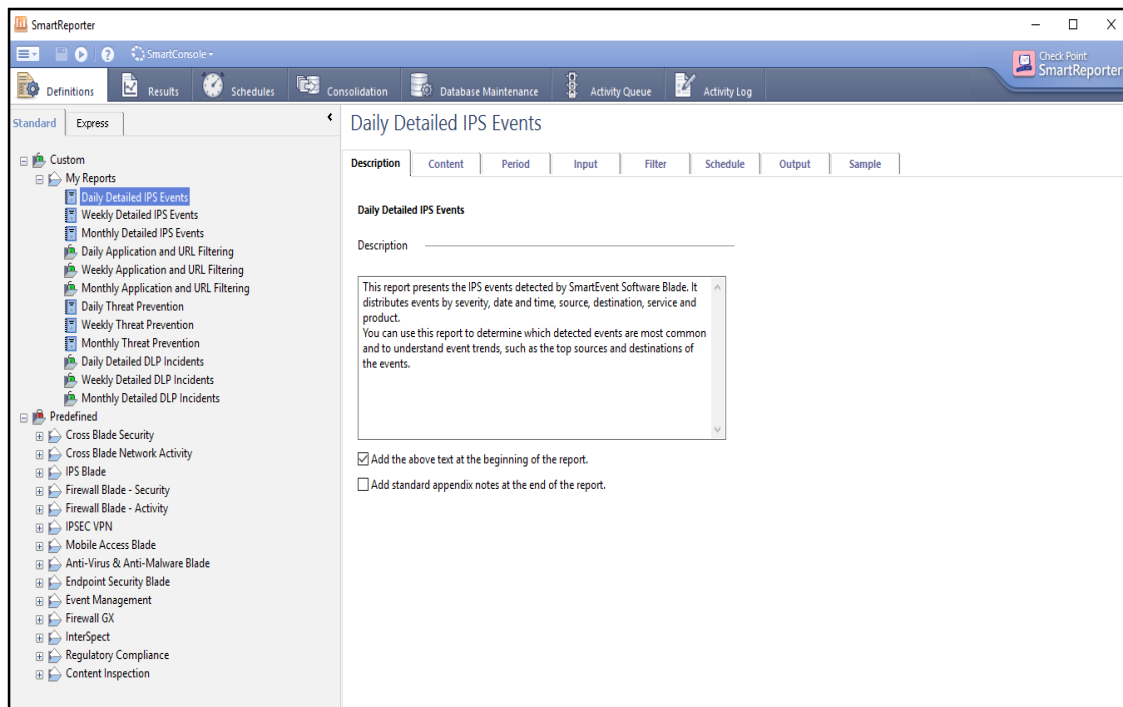 SmartReporter
SmartConsole
Check Point
SmartReporter
Definitions
Results
Schedules
Consolidation
Database Maintenance
Activity Queue
Activity Log
Standard
Express
Custom
My Reports
Daily Detailed IPS Events
Weekly Detailed IPS Events
Monthly Detailed IPS Events
Daily Application and URL Filtering
Weekly Application and URL Filtering
Monthly Application and URL Filtering
Daily Threat Prevention
Weekly Threat Prevention
Monthly Threat Prevention
Daily Detailed DLP Incidents
Weekly Detailed DLP Incidents
Monthly Detailed DLP Incidents
Predefined
Cross Blade Security
Cross Blade Network Activity
IPS Blade
Firewall Blade - Security
Firewall Blade - Activity
IPSEC VPN
Mobile Access Blade
Anti-Virus & Anti-Malware Blade
Endpoint Security Blade
Event Management
Firewall GX
InterSpect
Regulatory Compliance
Content Inspection
Daily Detailed IPS Events
Description
Content
Period
Input
Filter
Schedule
Output
Sample
Daily Detailed IPS Events
Description
This report presents the IPS events detected by SmartEvent Software Blade. It
distributes events by severity, date and time, source, destination, service and
product.
You can use this report to determine which detected events are most common
and to understand event trends, such as the top sources and destinations of
the events.
Add the above text at the beginning of the report.
Add standard appendix notes at the end of the report.